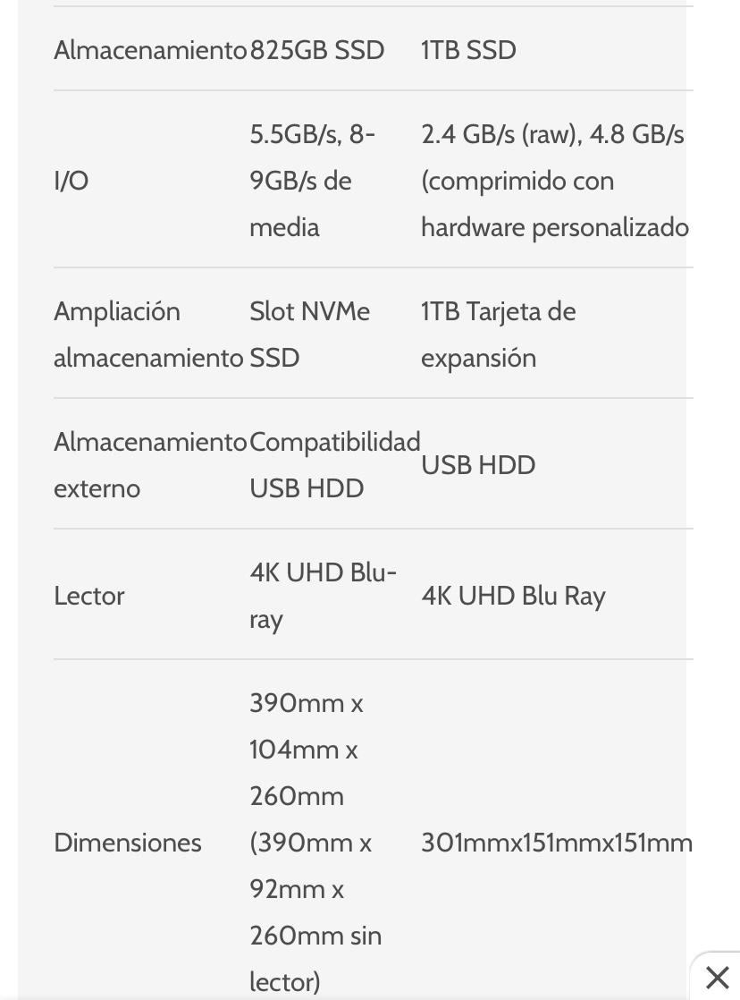 Almacenamiento 825GB SSD 1TB SSD
I/O
5.5GB/s, 8-
9GB/s de
media
2.4 GB/s (raw), 4.8 GB/s
(comprimido con
hardware personalizado
Ampliación
almacenamiento
Slot NVMe
SSD
1TB Tarjeta de
expansión
Almacenamiento
externo
Compatibilidad
USB HDD
USB HDD
Lector
4K UHD Blu-
ray
4K UHD Blu Ray
Dimensiones
390mm x
104mm x
260mm
(390mm x
92mm x
260mm sin
lector)
301mmx151mmx151mm